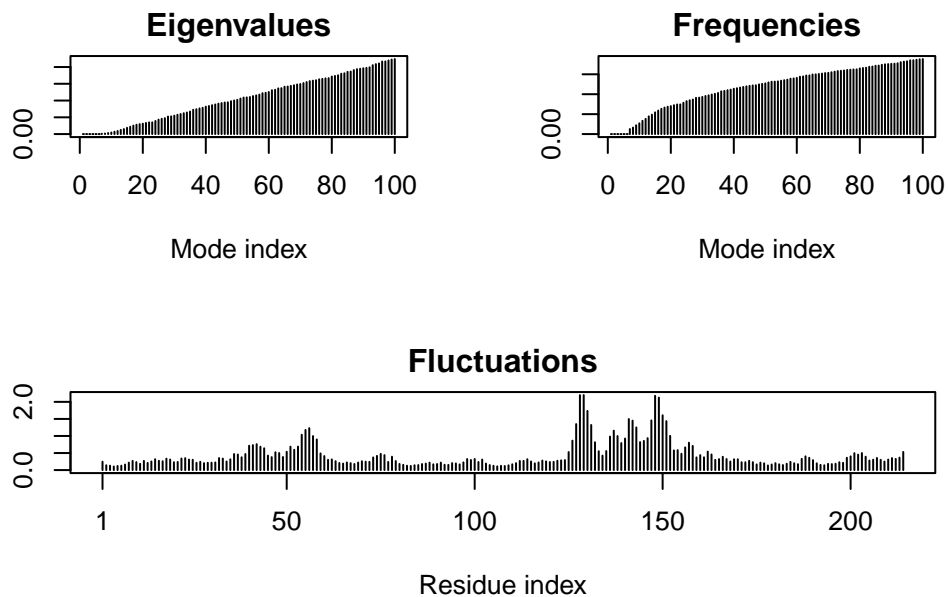 Eigenvalues
0.00
0 20 40 60 80 100
Mode index
Frequencies
0.00
0 20 40 60 80 100
Mode index
Fluctuations
0.0 2.0
1 50 100 150 200
Residue index